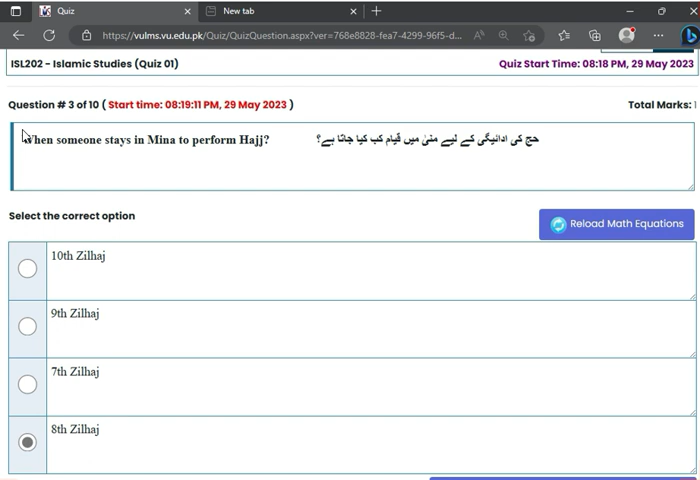 Quiz
New tab
https://vulms.vu.edu.pk/Quiz/QuizQuestion.aspx?ver=768e8828-fea7-4299-96f5-d...
ISL202 - Islamic Studies (Quiz 01)
Quiz Start Time: 08:18 PM, 29 May 2023
Question # 3 of 10 ( Start time: 08:19:11 PM, 29 May 2023 )
Total Marks: 1
When someone stays in Mina to perform Hajj?
حج کی ادائیگی کے لیے منیٰ میں قیام کب کیا جاتا ہے؟
Select the correct option
Reload Math Equations
10th Zilhaj
9th Zilhaj
7th Zilhaj
8th Zilhaj